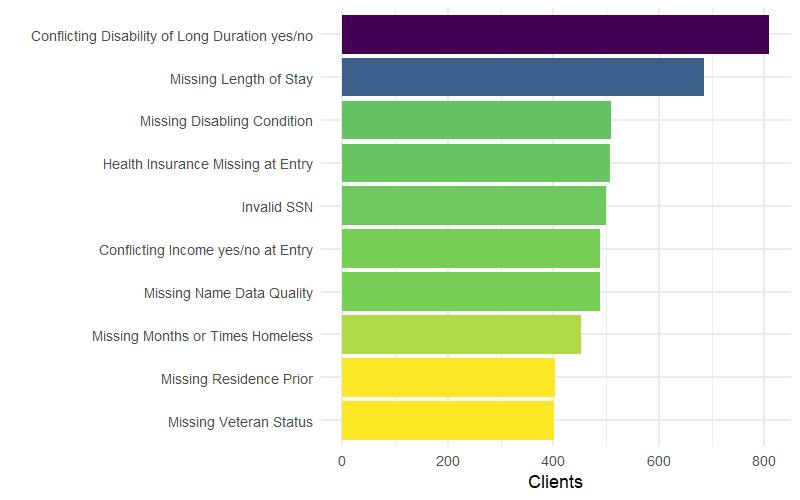 Conflicting Disability of Long Duration yes/no
Missing Length of Stay
Missing Disabling Condition
Health Insurance Missing at Entry
Invalid SSN
Conflicting Income yes/no at Entry
Missing Name Data Quality
Missing Months or Times Homeless
Missing Residence Prior
Missing Veteran Status
0 200 400 600 800
Clients